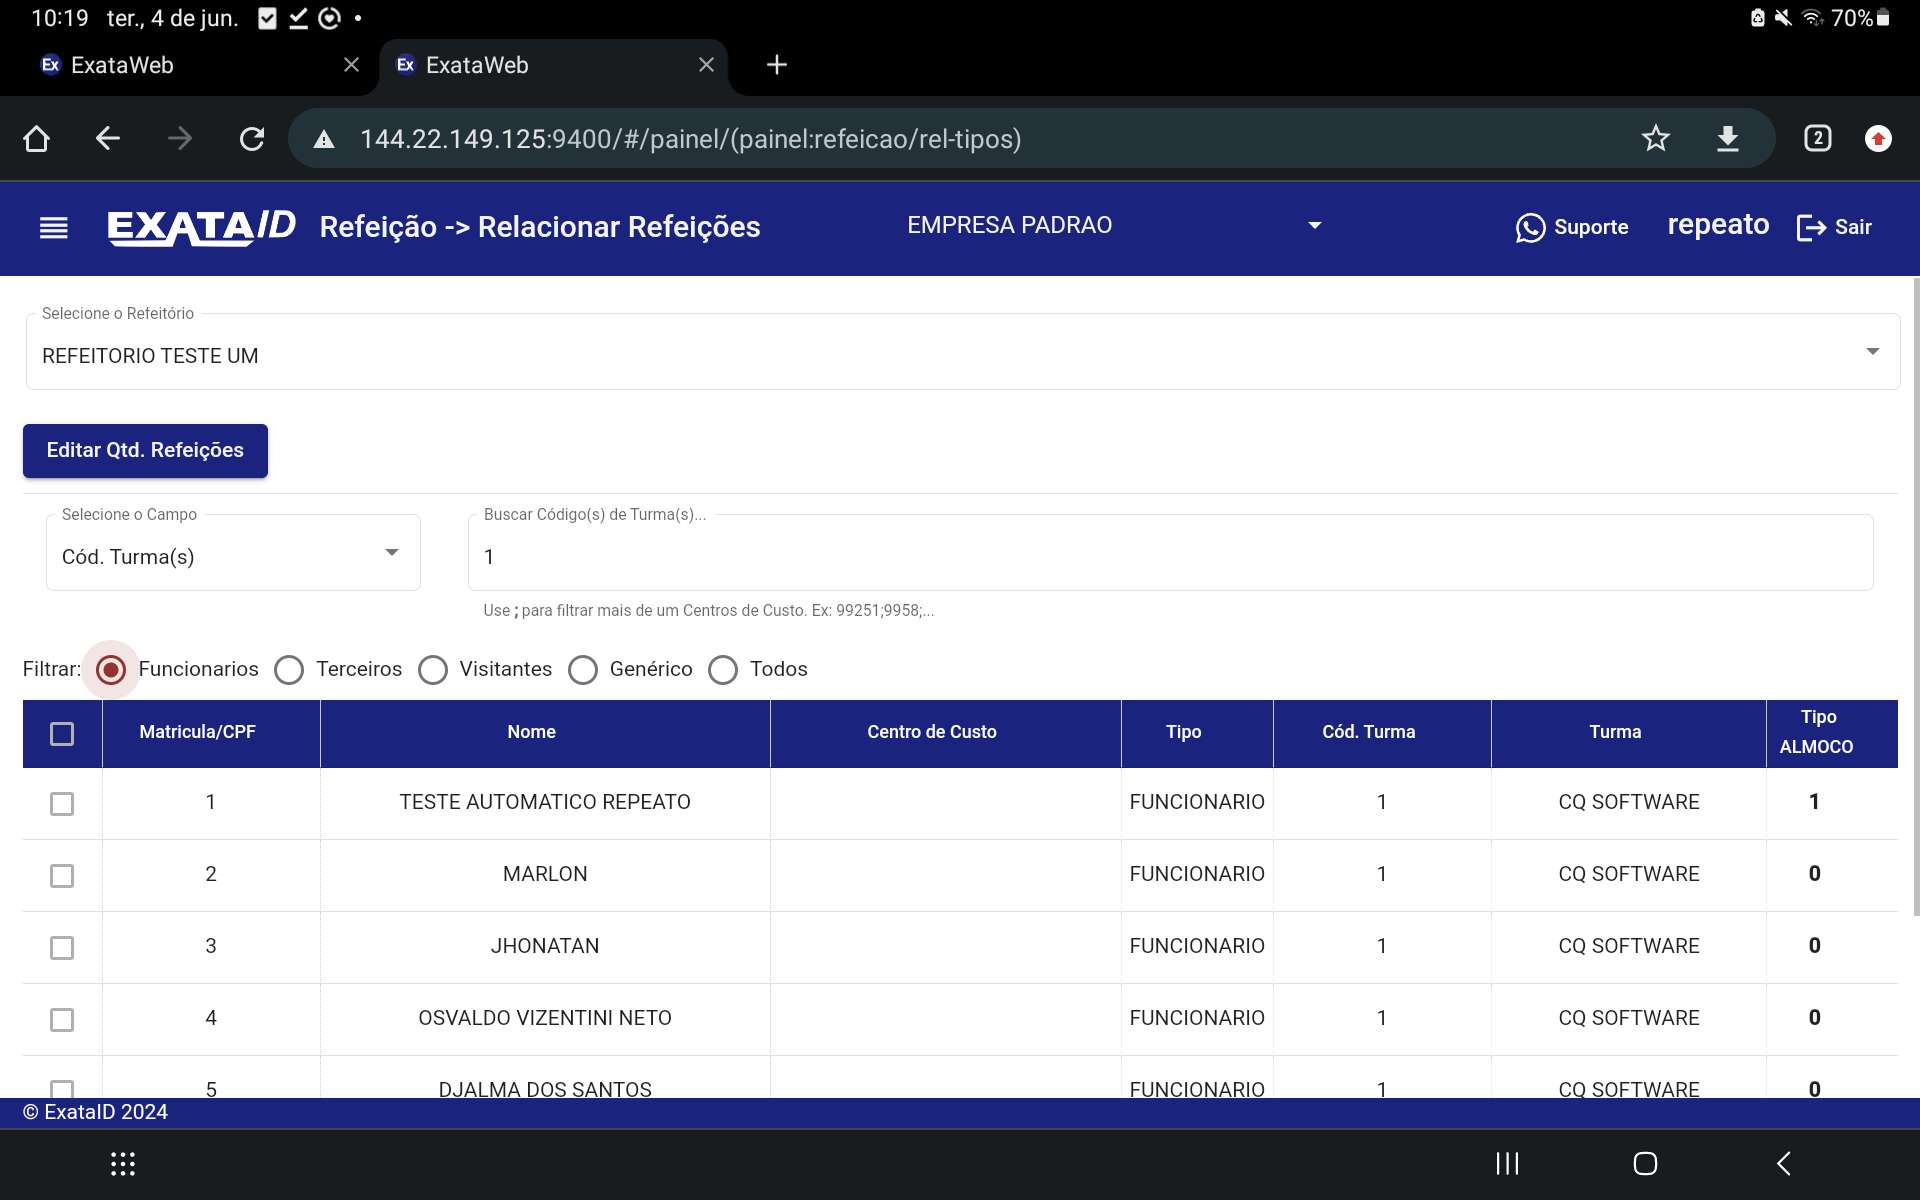 10:19 ter., 4 de jun. 70%
Ex ExataWeb Ex ExataWeb
144.22.149.125:9400/#/painel/(painel:refeicao/rel-tipos) 2
EXATAID Refeição -> Relacionar Refeições EMPRESA PADRAO Suporte repeato Sair
Selecione o Refeitório
REFEITORIO TESTE UM
Editar Qtd. Refeições
Selecione o Campo Buscar Código(s) de Turma(s)...
Cód. Turma(s) 1
Use ; para filtrar mais de um Centros de Custo. Ex: 99251;9958;...
Filtrar: Funcionarios Terceiros Visitantes Genérico Todos
Matricula/CPF Nome Centro de Custo Tipo Cód. Turma Turma Tipo ALMOCO
1 TESTE AUTOMATICO REPEATO FUNCIONARIO 1 CQ SOFTWARE 1
2 MARLON FUNCIONARIO 1 CQ SOFTWARE 0
3 JHONATAN FUNCIONARIO 1 CQ SOFTWARE 0
4 OSVALDO VIZENTINI NETO FUNCIONARIO 1 CQ SOFTWARE 0
5 DJALMA DOS SANTOS FUNCIONARIO 1 CQ SOFTWARE 0
© ExataID 2024